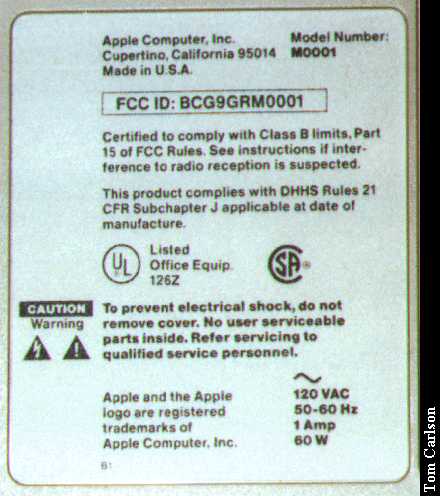 Apple Computer, Inc.
Cupertino, California 95014
Made in U.S.A.
Model Number:
M0001
FCC ID: BCG9GRM0001
Certified to comply with Class B limits, Part
15 of FCC Rules. See instructions if inter-
ference to radio reception is suspected.
This product complies with DHHS Rules 21
CFR Subchapter J applicable at date of
manufacture.
UL
Listed
Office Equip.
126Z
SA
®
CAUTION
Warning
To prevent electrical shock, do not
remove cover. No user serviceable
parts inside. Refer servicing to
qualified service personnel.
Apple and the Apple
logo are registered
trademarks of
Apple Computer, Inc.
120 VAC
50-60 Hz
1 Amp
60 W
Tom Carlson